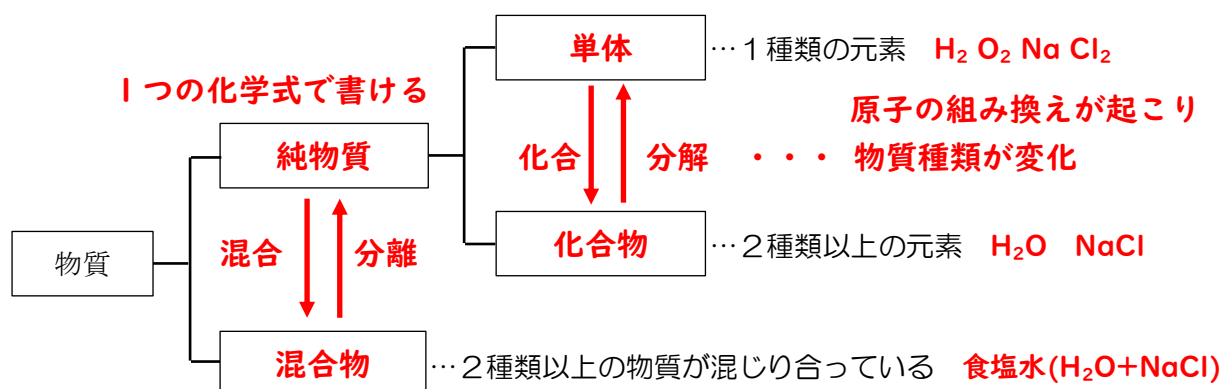 単体 …１種類の元素 H₂ O₂ Na Cl₂
１つの化学式で書ける
原子の組み換えが起こり
純物質 化合 分解 ・・・ 物質種類が変化
混合 分離 化合物 …２種類以上の元素 H₂O NaCl
物質
混合物 …２種類以上の物質が混じり合っている 食塩水(H₂O+NaCl)